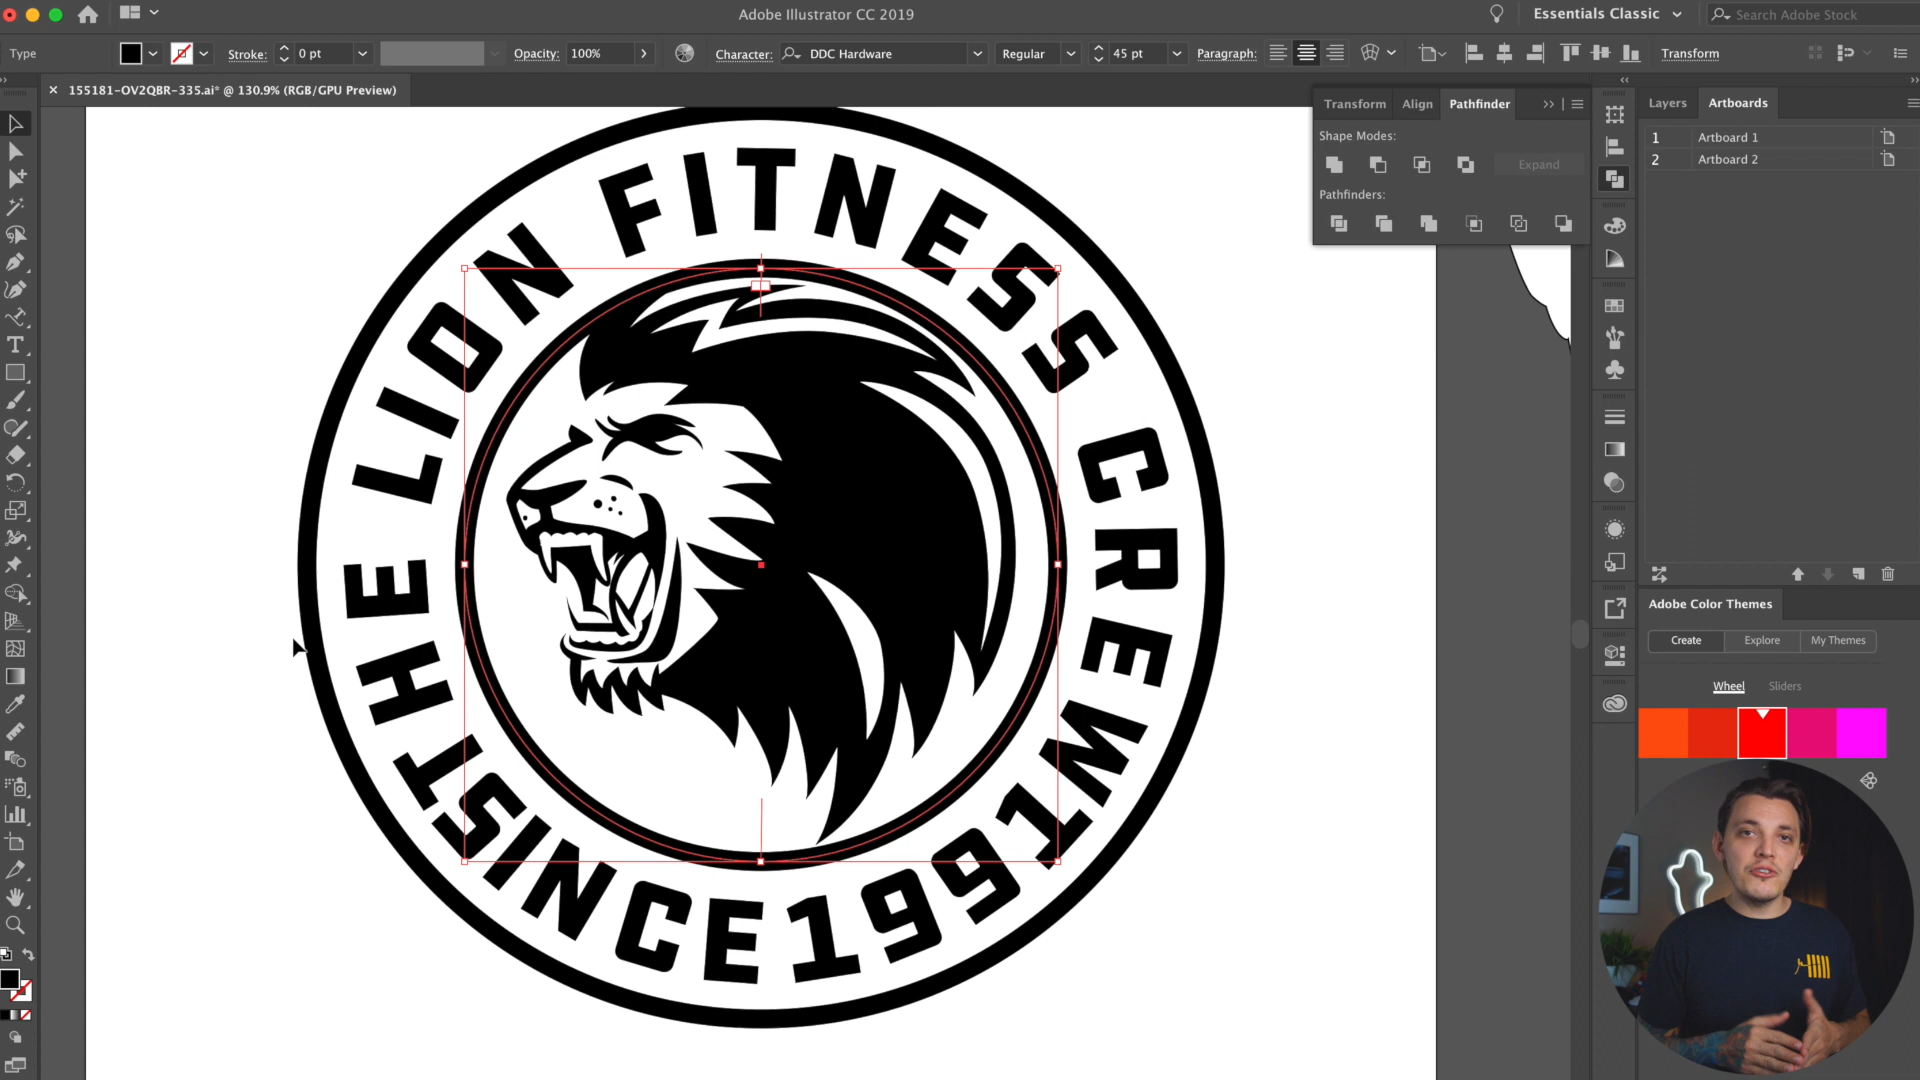 Adobe Illustrator CC 2019
Essentials Classic
Search Adobe Stock
Type
Stroke:
0 pt
Opacity:
100%
Character:
DDC Hardware
Regular
45 pt
Paragraph:
Transform
155181-OV2QBR-335.ai* @ 130.9% (RGB/GPU Preview)
Transform
Align
Pathfinder
Shape Modes:
Expand
Pathfinders:
Layers
Artboards
1
Artboard 1
2
Artboard 2
THE LION FITNESS CREW
SINCE 1991
Adobe Color Themes
Create
Explore
My Themes
Wheel
Sliders